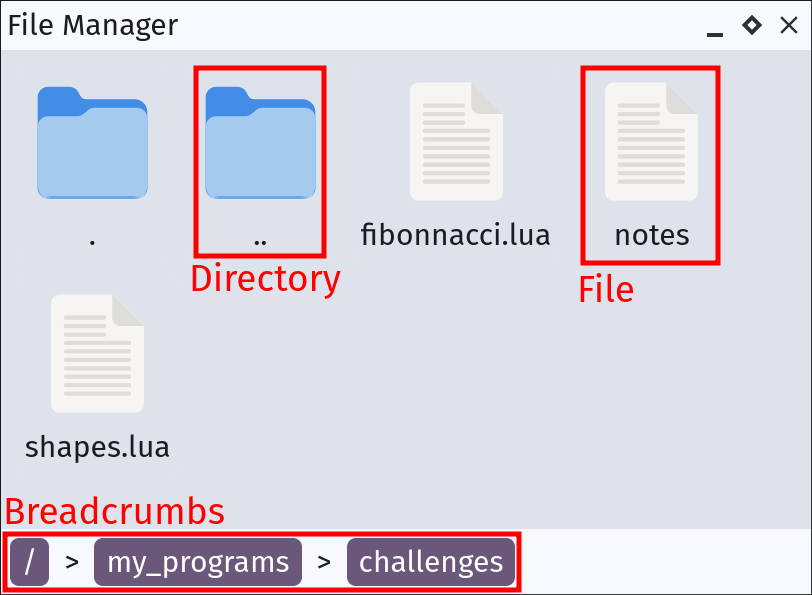 File Manager
. .. fibonnacci.lua notes
Directory File
shapes.lua
Breadcrumbs
/ > my_programs > challenges